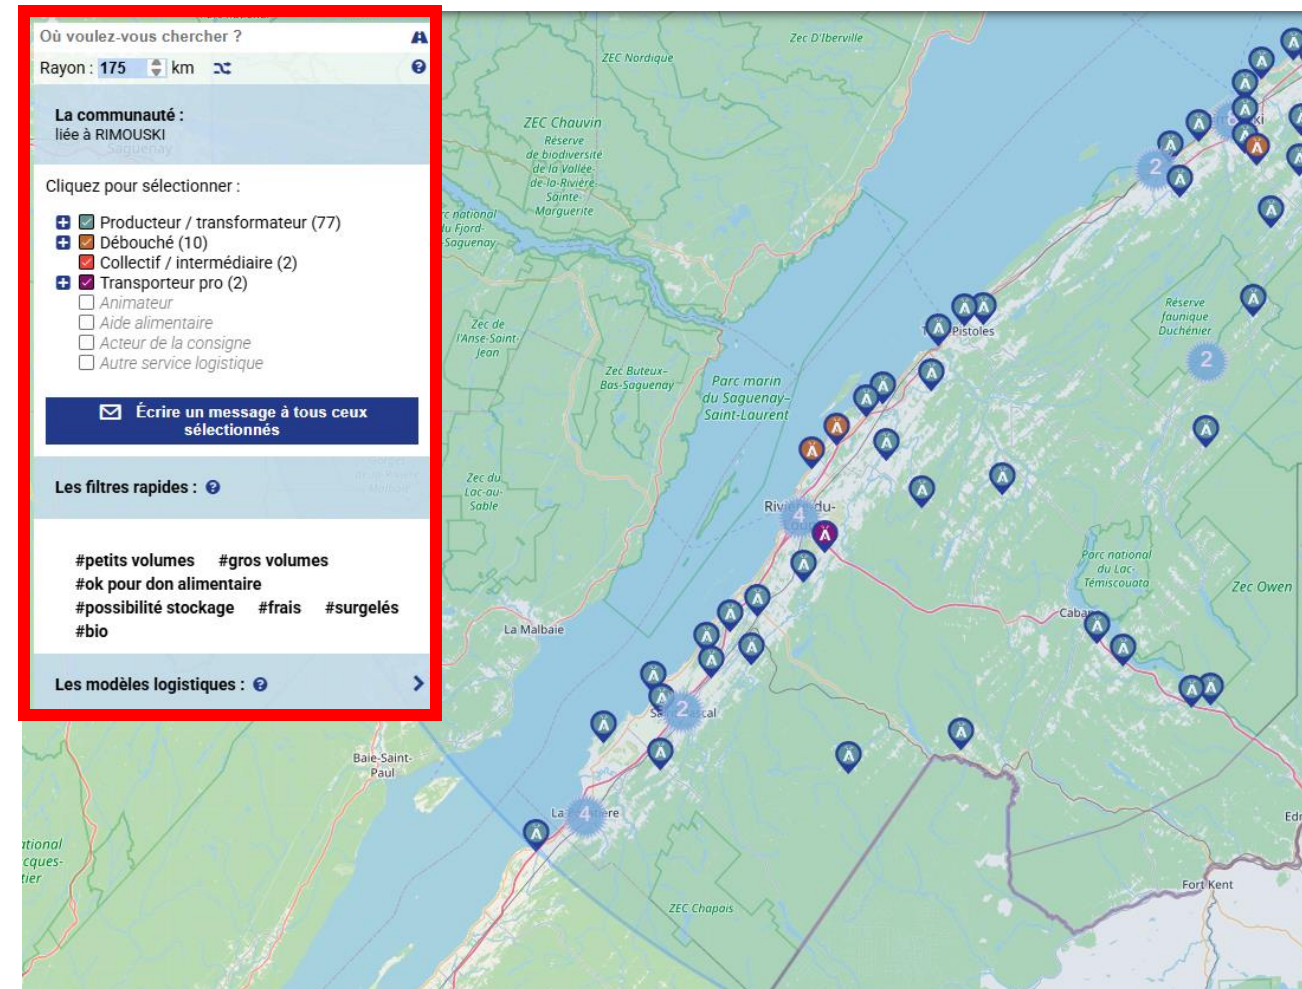 Où voulez-vous chercher ?
Rayon : 175 km
La communauté :
liée à RIMOUSKI
Saguenay
Cliquez pour sélectionner :
Producteur / transformateur (77)
Débouché (10)
Collectif / intermédiaire (2)
Transporteur pro (2)
Animateur
Aide alimentaire
Acteur de la consigne
Autre service logistique
Écrire un message à tous ceux
sélectionnés
Les filtres rapides :
#petits volumes #gros volumes
#ok pour don alimentaire
#possibilité stockage #frais #surgelés
#bio
Les modèles logistiques :
Zec D'Iberville
ZEC Nordique
ZEC Chauvin
Réserve
de biodiversité
de la Vallée-
de-la-Rivière-
Sainte-
Marguerite
Saguenay
2
Réserve
faunique
Duchénier
2
Pistoles
Zec de
l'Anse-Saint-
Jean
Zec Buteux–
Bas-Saguenay
Parc marin
du Saguenay–
Saint-Laurent
Zec du
Lac-au-
Sable
4
Parc national
du Lac-
Témiscouata
Zec Owen
La Malbaie
2
Baie-Saint-
Paul
4
ZEC Chapais
Fort Kent